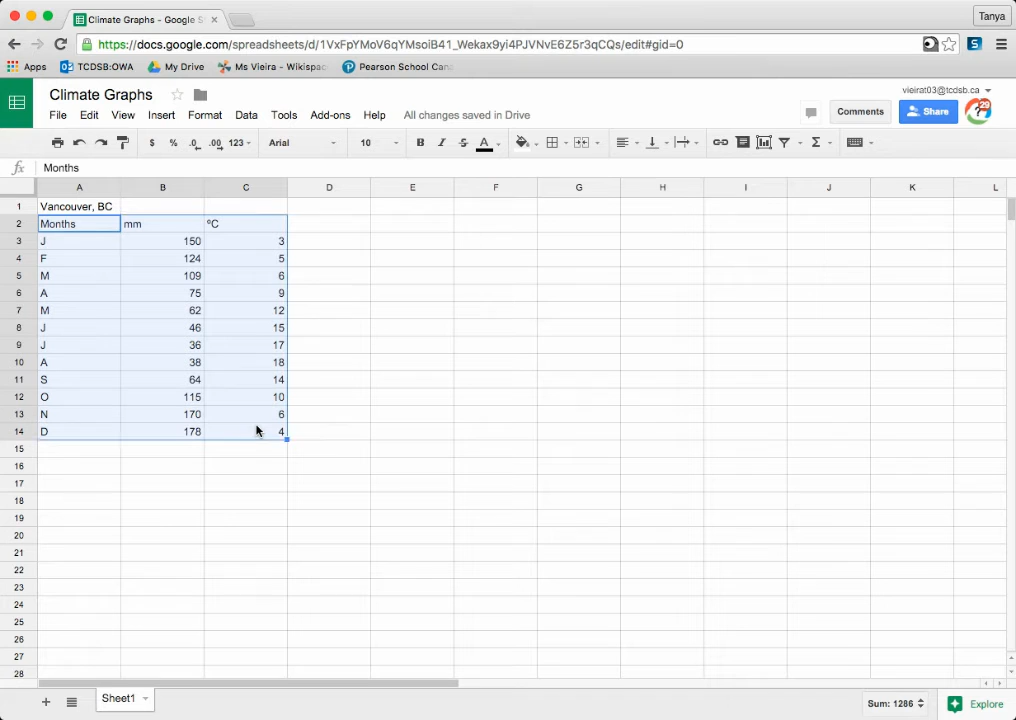 Climate Graphs - Google S
Tanya
https://docs.google.com/spreadsheets/d/1VxFpYMoV6qYMsoiB41_Wekax9yi4PJVNvE6Z5r3qCQs/edit#gid=0
Apps TCDSB:OWA My Drive Ms Vieira - Wikispac Pearson School Can
Climate Graphs
vieirat03@tcdsb.ca
File Edit View Insert Format Data Tools Add-ons Help All changes saved in Drive
Comments Share 29
$ % .0 .00 123 Arial 10 B I S A Σ
fx Months
A B C D E F G H I J K L
1 Vancouver, BC
2 Months mm ºC
3 J 150 3
4 F 124 5
5 M 109 6
6 A 75 9
7 M 62 12
8 J 46 15
9 J 36 17
10 A 38 18
11 S 64 14
12 O 115 10
13 N 170 6
14 D 178 4
15
16
17
18
19
20
21
22
23
24
25
26
27
28
Sheet1 Sum: 1286 Explore